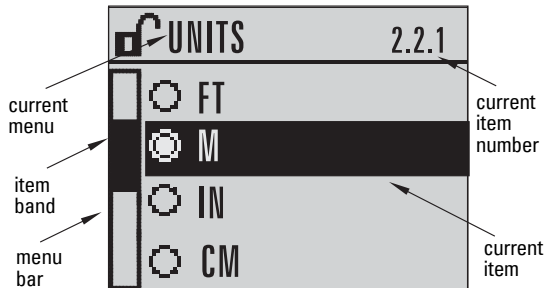 UNITS 2.2.1
FT
M
IN
CM
current
menu
item
band
menu
bar
current
item
number
current
item